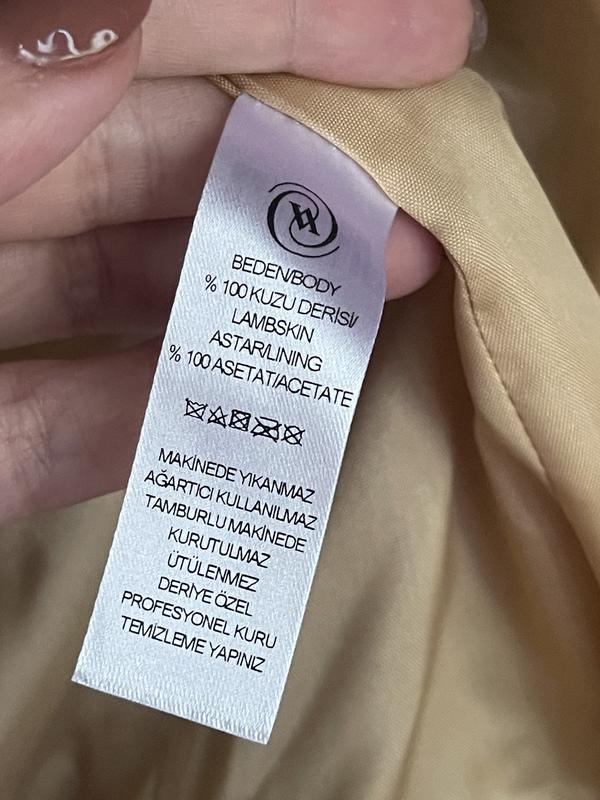 BEDEN/BODY
% 100 KUZU DERİSİ/
LAMBSKIN
ASTAR/LINING
% 100 ASETAT/ACETATE
MAKİNEDE YIKANMAZ
AĞARTICI KULLANILMAZ
TAMBURLU MAKİNEDE
KURUTULMAZ
ÜTÜLENMEZ
DERİYE ÖZEL
PROFESYONEL KURU
TEMİZLEME YAPINIZ